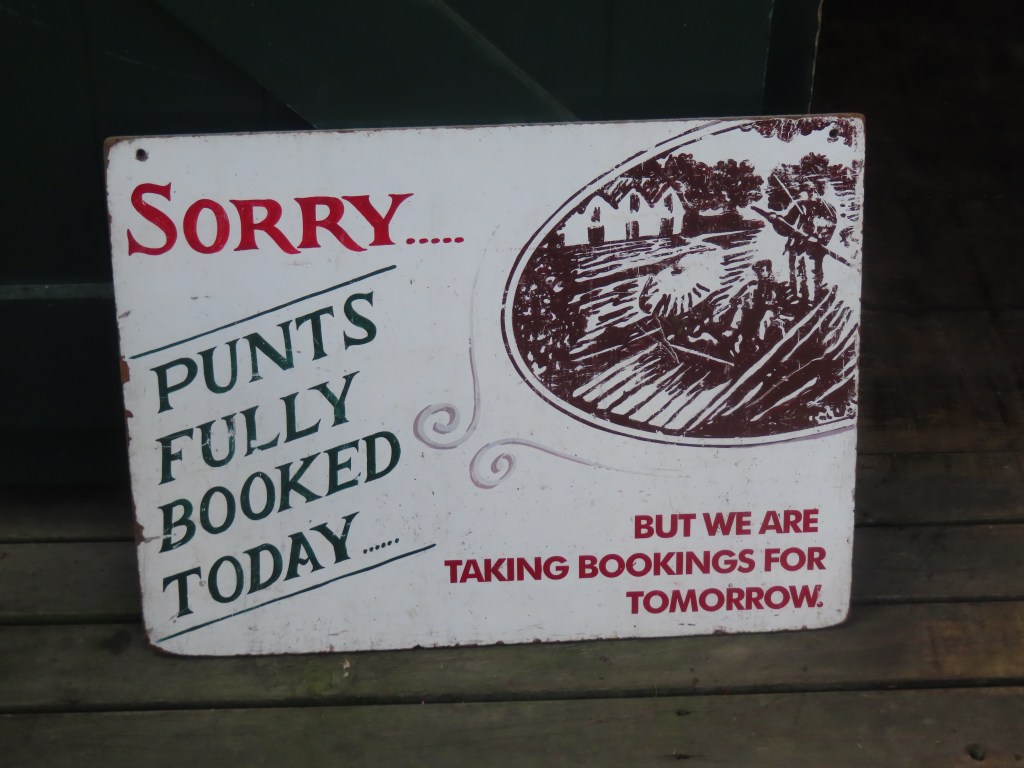 SORRY.....
PUNTS
FULLY
BOOKED
TODAY......
BUT WE ARE
TAKING BOOKINGS FOR
TOMORROW.